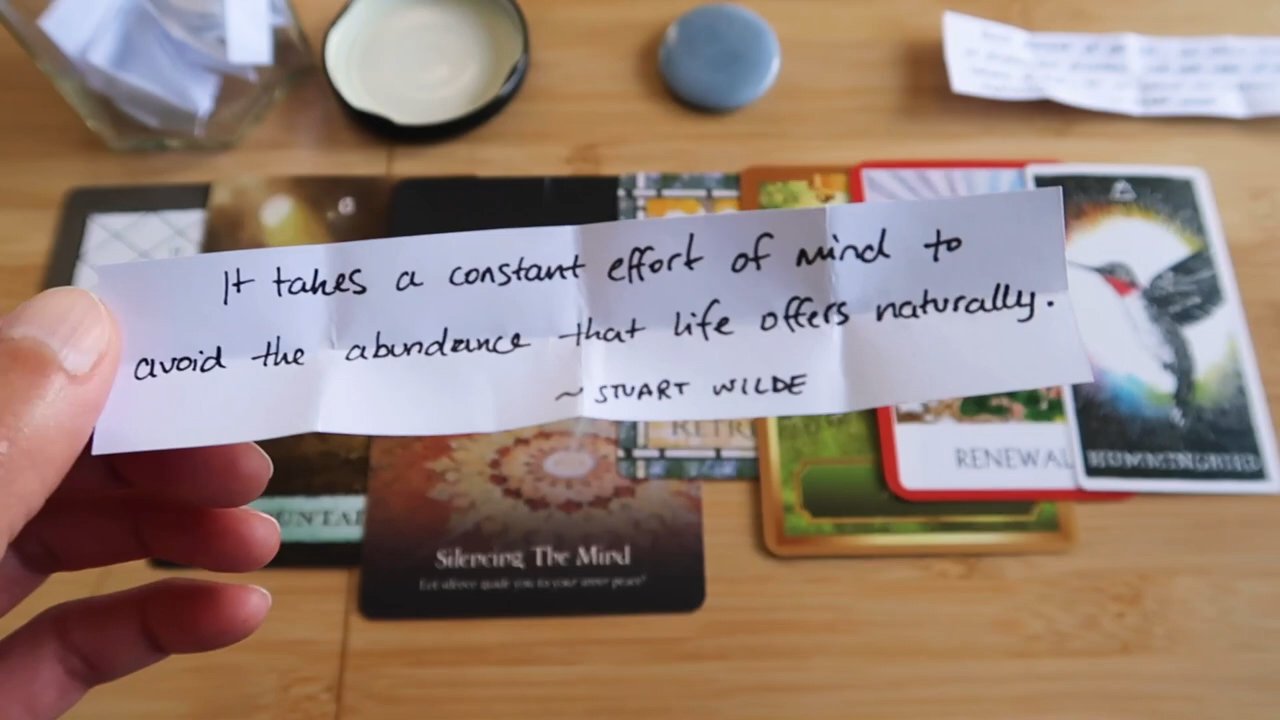 It takes a constant effort of mind to
avoid the abundance that life offers naturally.
~ STUART WILDE
RENEWAL
HUMMINGBIRD
Silencing The Mind